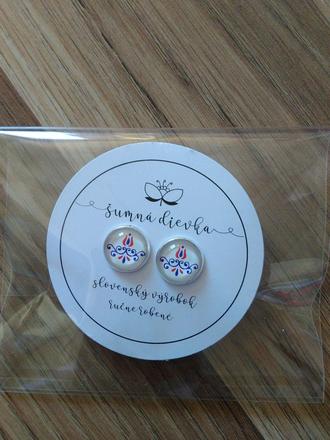 šumná dievka
slovenský výrobok
ručne robené